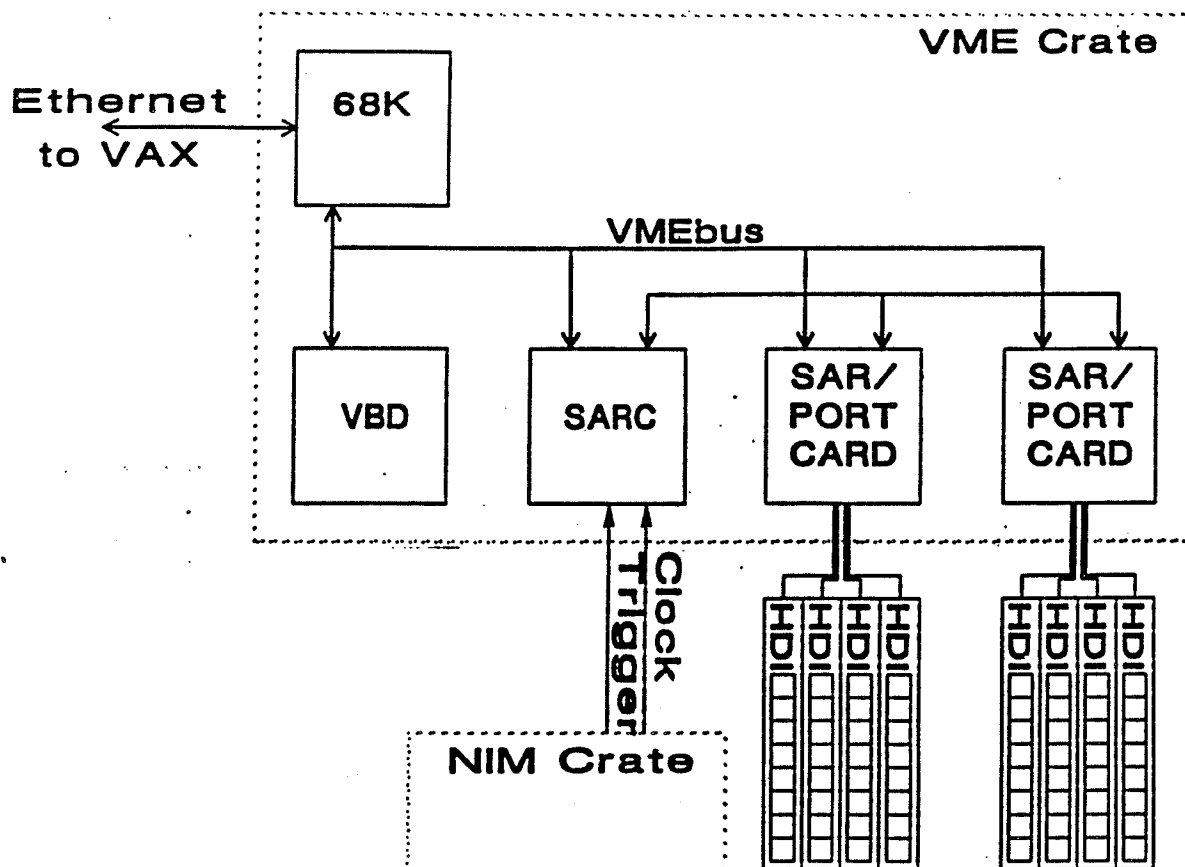 VME Crate
68K
Ethernet
to VAX
VMEbus
VBD
SARC
SAR/
PORT
CARD
SAR/
PORT
CARD
Clock
Trigger
HDI
HDI
HDI
HDI
HDI
HDI
HDI
HDI
NIM Crate